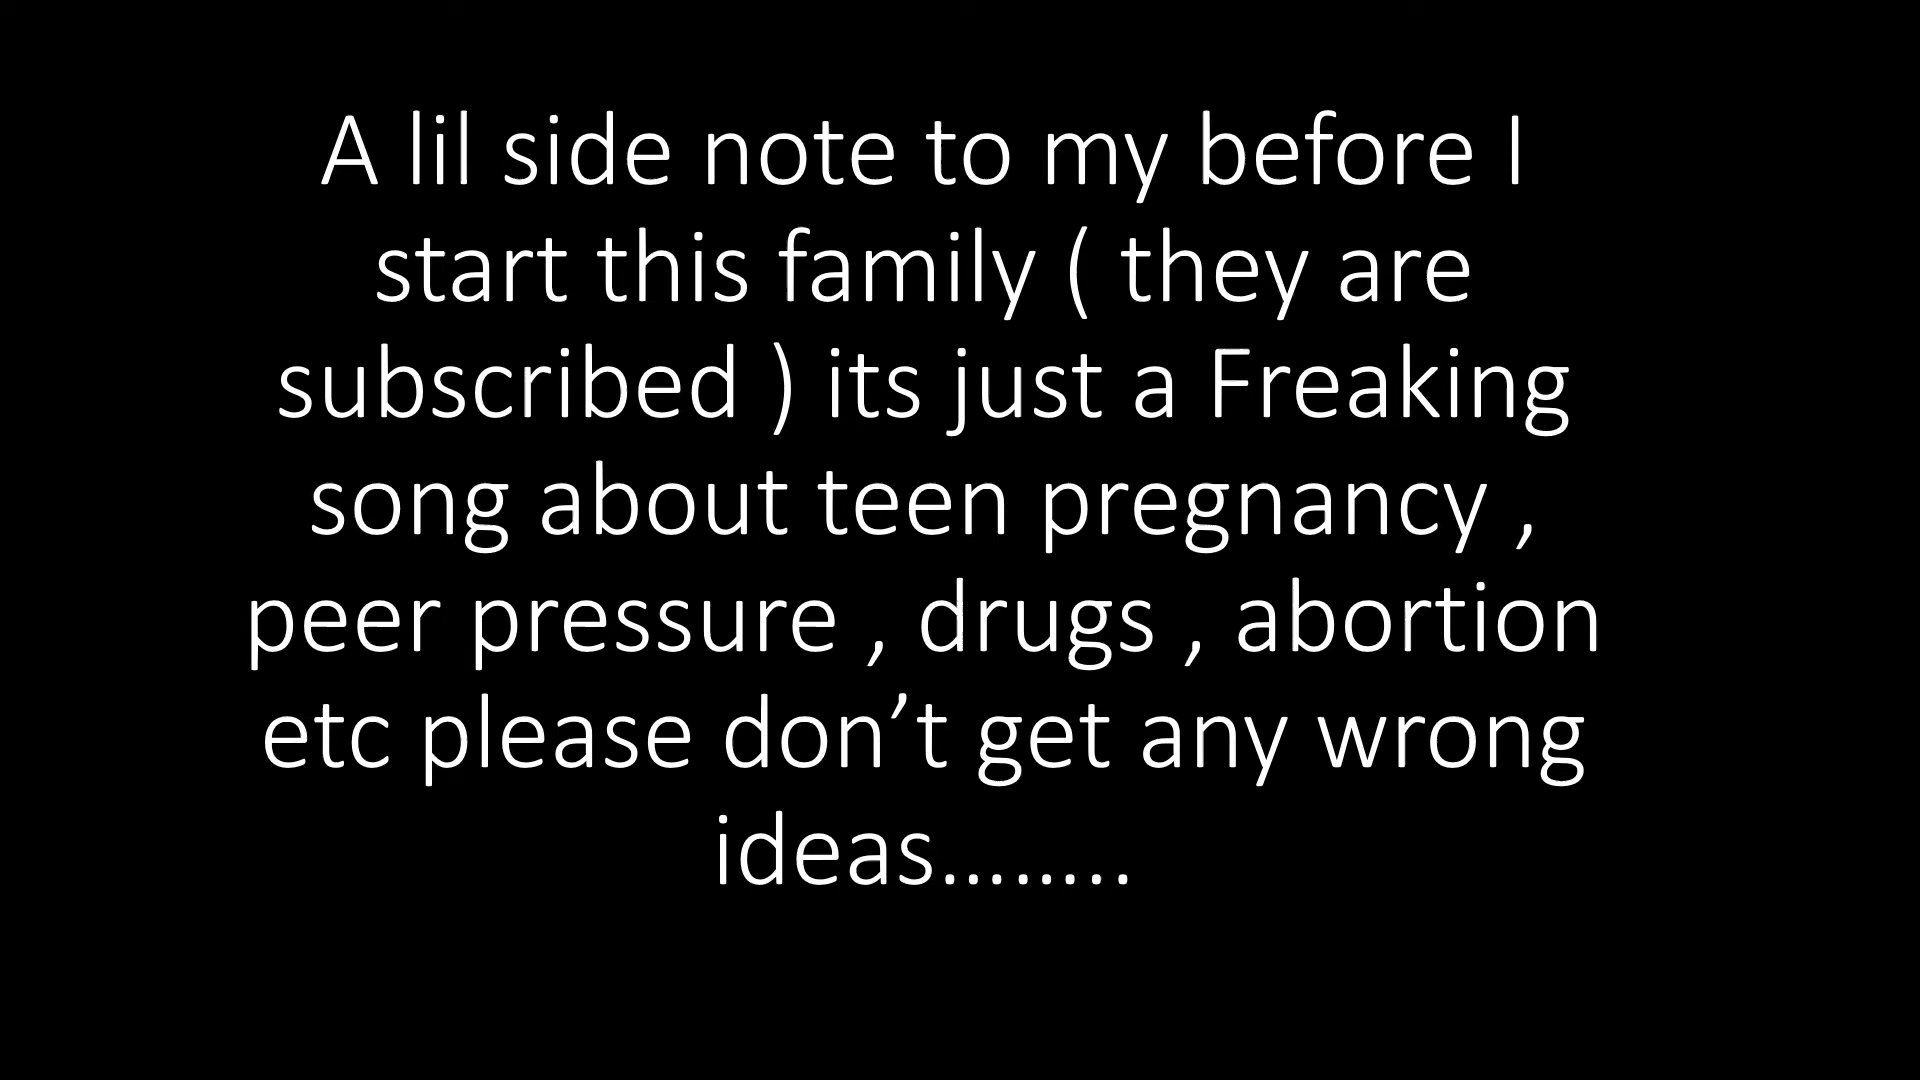 A lil side note to my before I
start this family ( they are
subscribed ) its just a Freaking
song about teen pregnancy ,
peer pressure , drugs , abortion
etc please don’t get any wrong
ideas……..